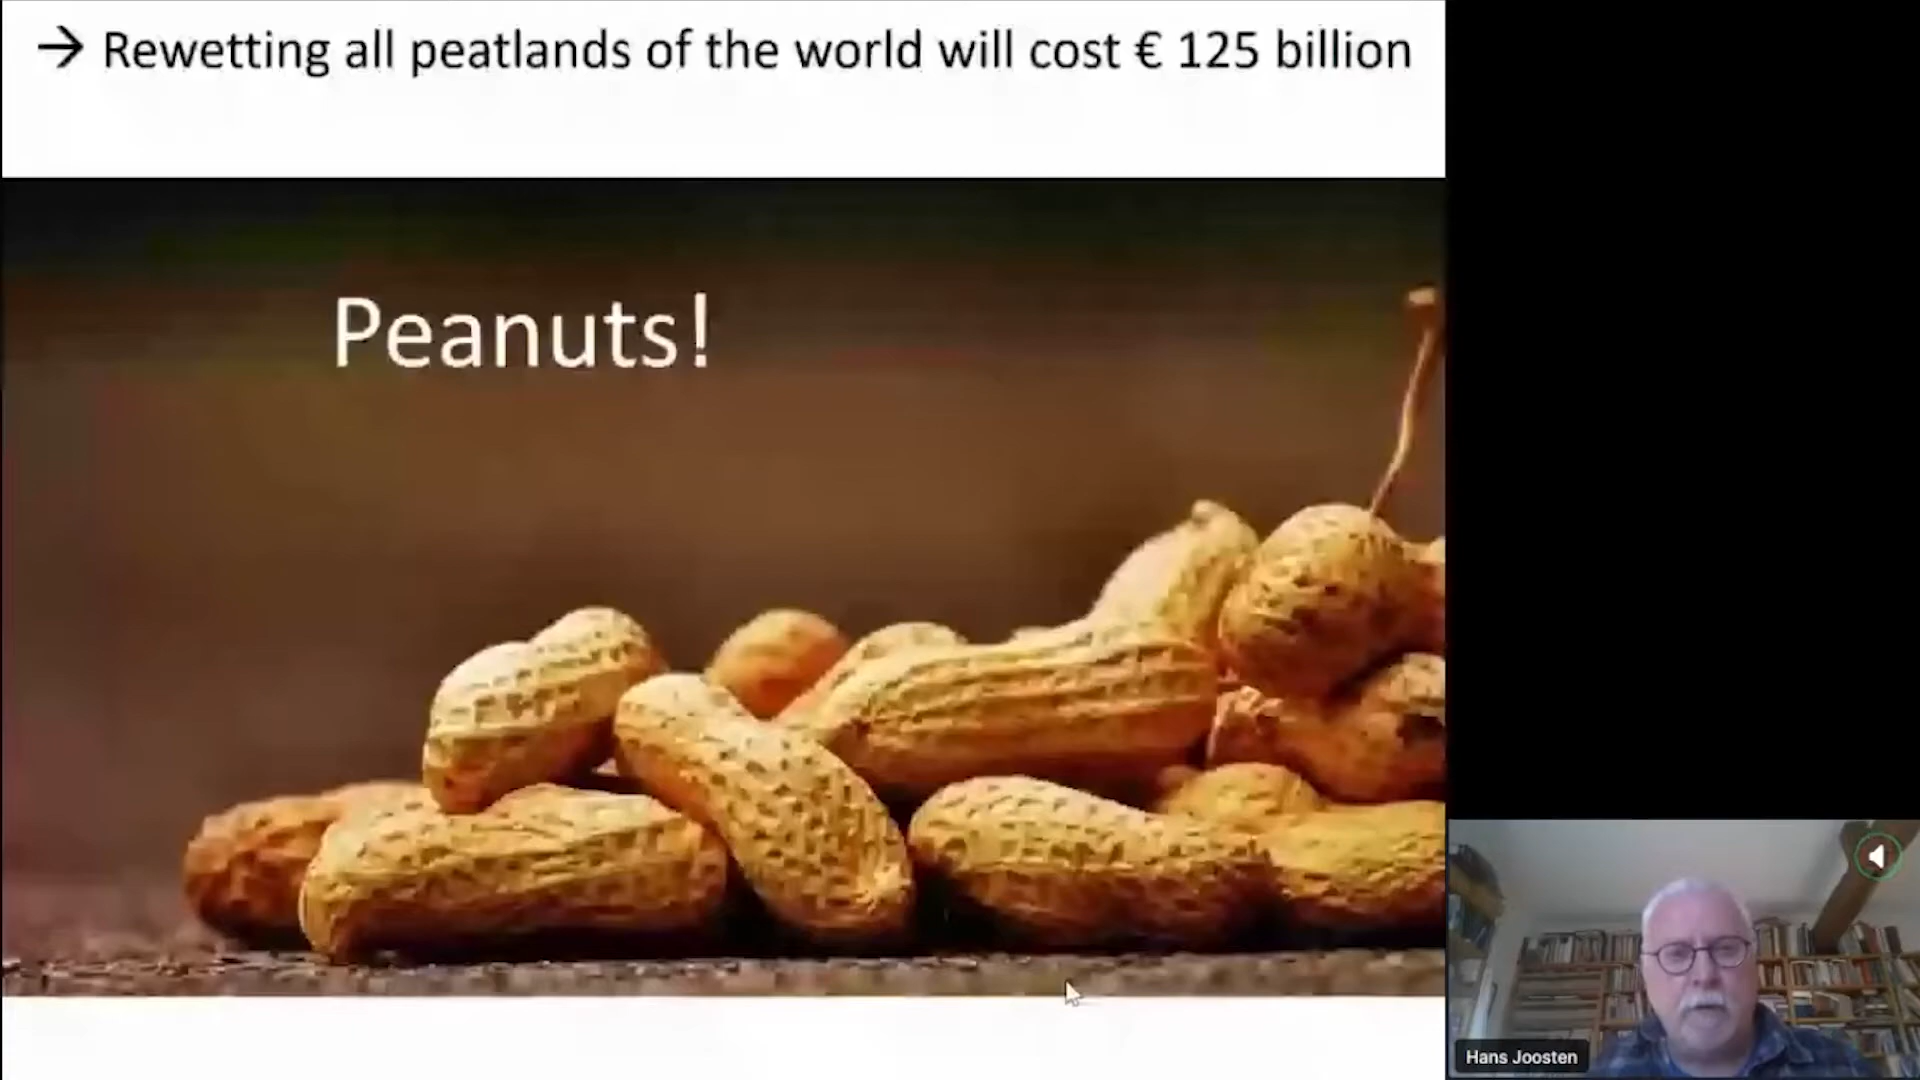 → Rewetting all peatlands of the world will cost € 125 billion
Peanuts!
Hans Joosten